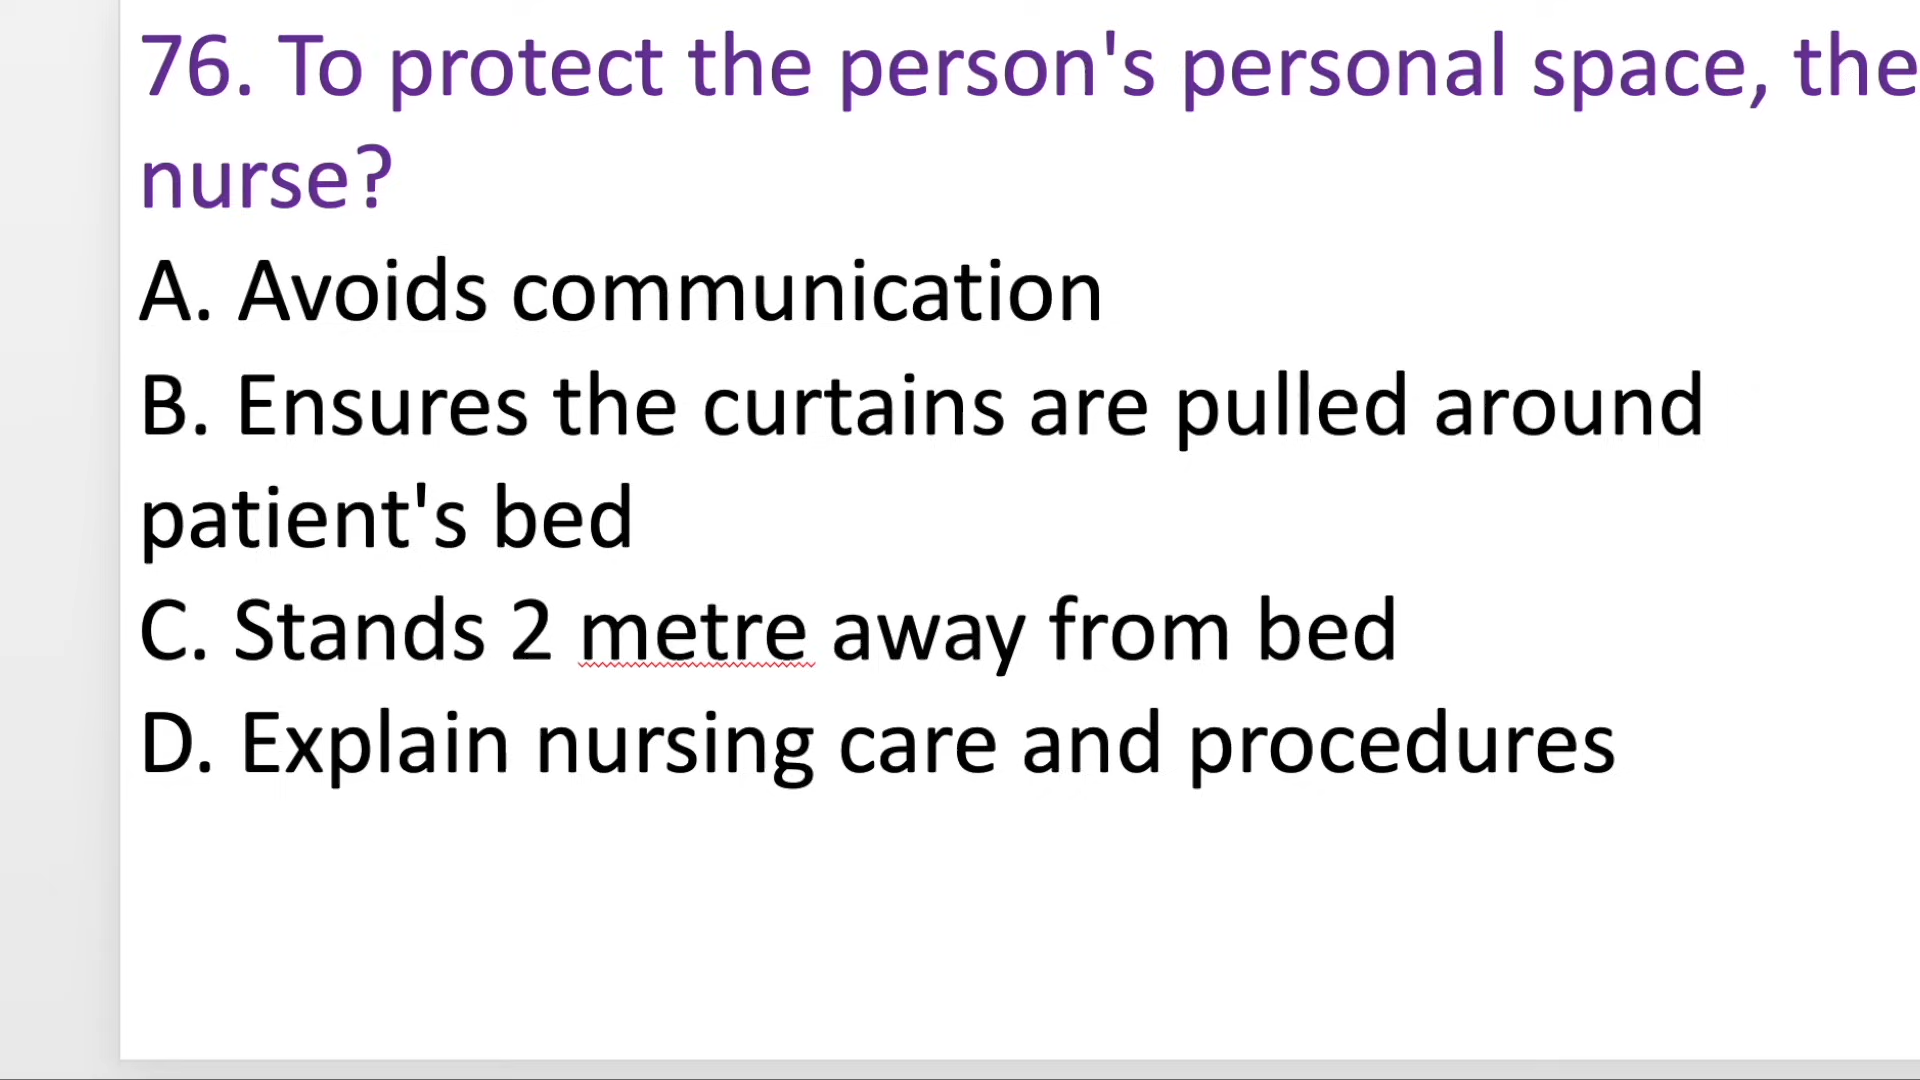 76. To protect the person's personal space, the
nurse?
A. Avoids communication
B. Ensures the curtains are pulled around
patient's bed
C. Stands 2 metre away from bed
D. Explain nursing care and procedures